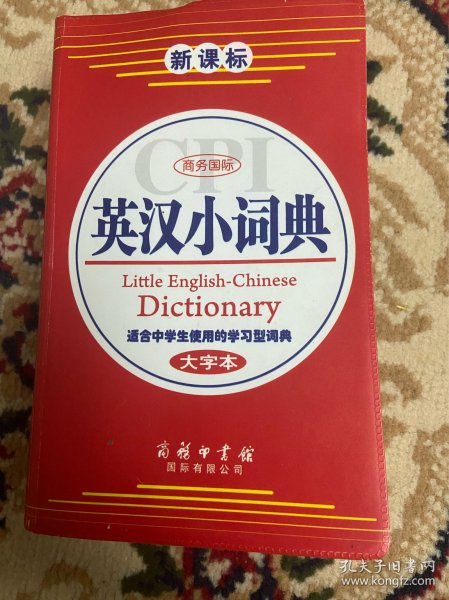 新课标
CPI
商务国际
英汉小词典
Little English-Chinese
Dictionary
适合中学生使用的学习型词典
大字本
商务印书馆
国际有限公司
孔夫子旧书网
www.kongfz.com